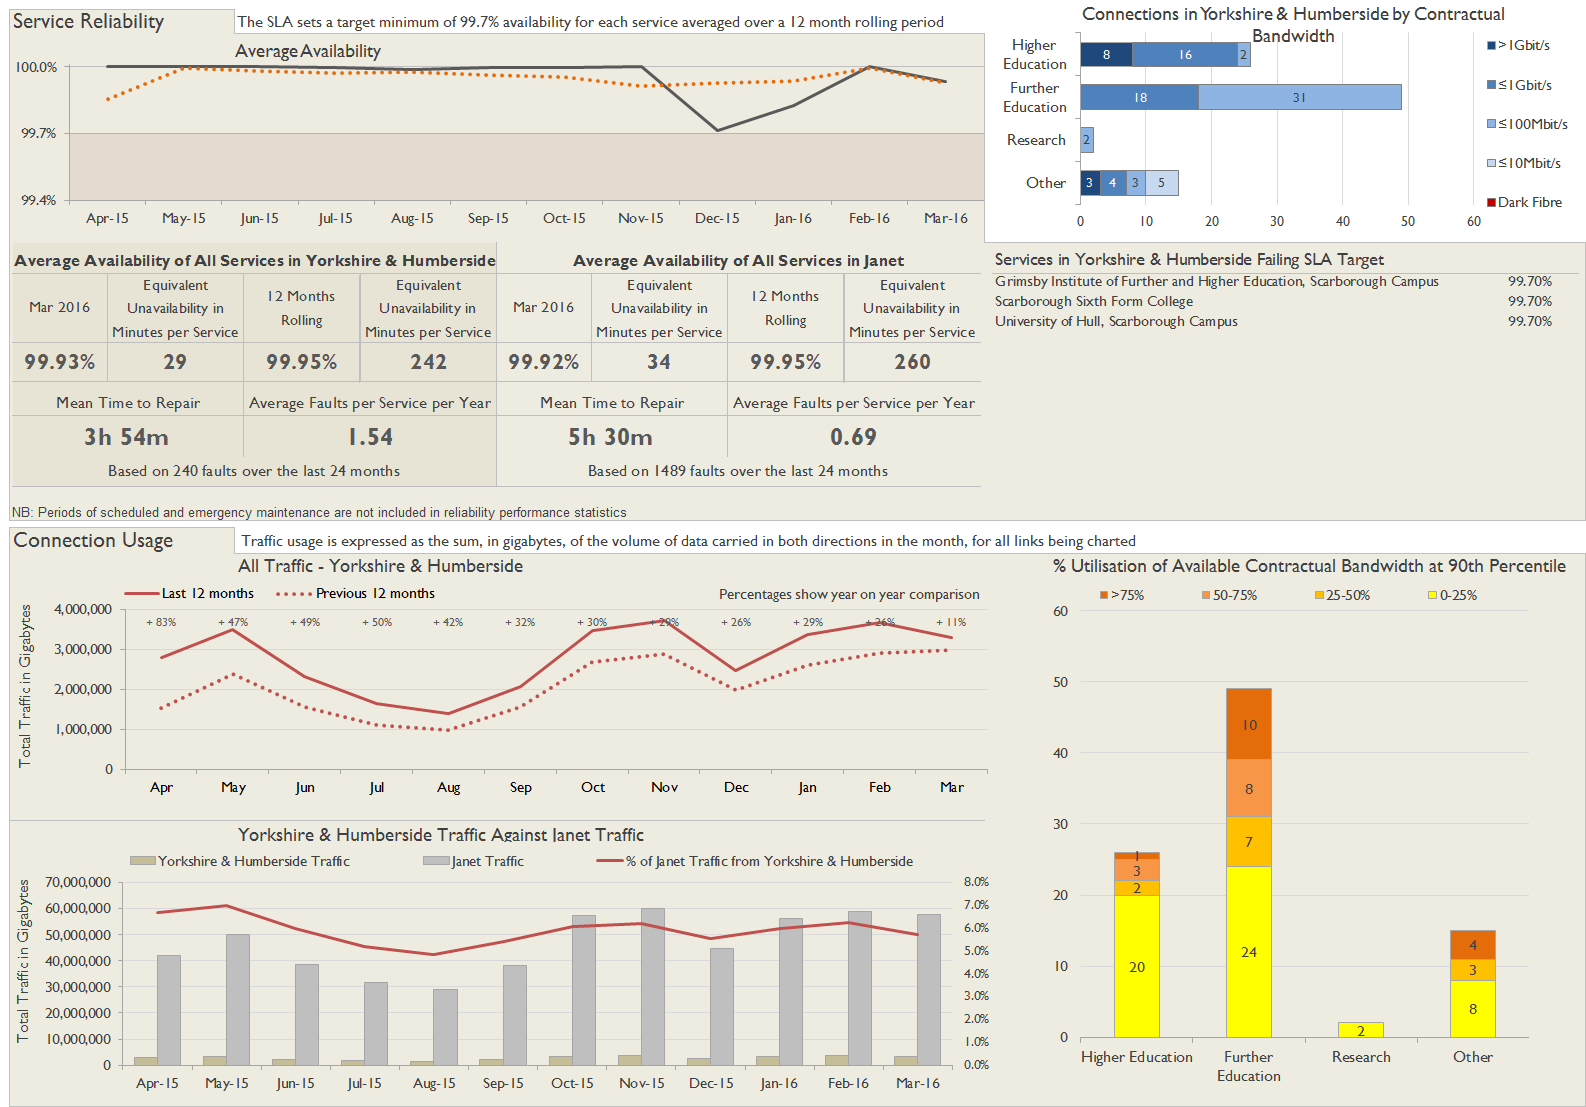 Service Reliability
The SLA sets a target minimum of 99.7% availability for each service averaged over a 12 month rolling period
Average Availability
100.0%
99.7%
99.4%
Apr-15 May-15 Jun-15 Jul-15 Aug-15 Sep-15 Oct-15 Nov-15 Dec-15 Jan-16 Feb-16 Mar-16
Connections in Yorkshire & Humberside by Contractual
Bandwidth
Higher
Education
8 16 2
Further
Education
18 31
Research
2
Other
3 4 3 5
0 10 20 30 40 50 60
>1Gbit/s
≤1Gbit/s
≤100Mbit/s
≤10Mbit/s
Dark Fibre
Average Availability of All Services in Yorkshire & Humberside
Mar 2016
Equivalent
Unavailability in
Minutes per Service
12 Months
Rolling
Equivalent
Unavailability in
Minutes per Service
99.93% 29 99.95% 242
Mean Time to Repair
Average Faults per Service per Year
3h 54m 1.54
Based on 240 faults over the last 24 months
Average Availability of All Services in Janet
Mar 2016
Equivalent
Unavailability in
Minutes per Service
12 Months
Rolling
Equivalent
Unavailability in
Minutes per Service
99.92% 34 99.95% 260
Mean Time to Repair
Average Faults per Service per Year
5h 30m 0.69
Based on 1489 faults over the last 24 months
Services in Yorkshire & Humberside Failing SLA Target
Grimsby Institute of Further and Higher Education, Scarborough Campus 99.70%
Scarborough Sixth Form College 99.70%
University of Hull, Scarborough Campus 99.70%
NB: Periods of scheduled and emergency maintenance are not included in reliability performance statistics
Connection Usage
Traffic usage is expressed as the sum, in gigabytes, of the volume of data carried in both directions in the month, for all links being charted
All Traffic - Yorkshire & Humberside
Last 12 months Previous 12 months
Percentages show year on year comparison
Total Traffic in Gigabytes
4,000,000
3,000,000
2,000,000
1,000,000
0
+ 83% + 47% + 49% + 50% + 42% + 32% + 30% + 29% + 26% + 29% + 26% + 11%
Apr May Jun Jul Aug Sep Oct Nov Dec Jan Feb Mar
Yorkshire & Humberside Traffic Against Janet Traffic
Yorkshire & Humberside Traffic Janet Traffic % of Janet Traffic from Yorkshire & Humberside
Total Traffic in Gigabytes
70,000,000
60,000,000
50,000,000
40,000,000
30,000,000
20,000,000
10,000,000
0
8.0%
7.0%
6.0%
5.0%
4.0%
3.0%
2.0%
1.0%
0.0%
Apr-15 May-15 Jun-15 Jul-15 Aug-15 Sep-15 Oct-15 Nov-15 Dec-15 Jan-16 Feb-16 Mar-16
% Utilisation of Available Contractual Bandwidth at 90th Percentile
>75% 50-75% 25-50% 0-25%
60
50
40
30
20
10
0
1
3
2
20
10
8
7
24
2
4
3
8
Higher Education
Further
Education
Research
Other